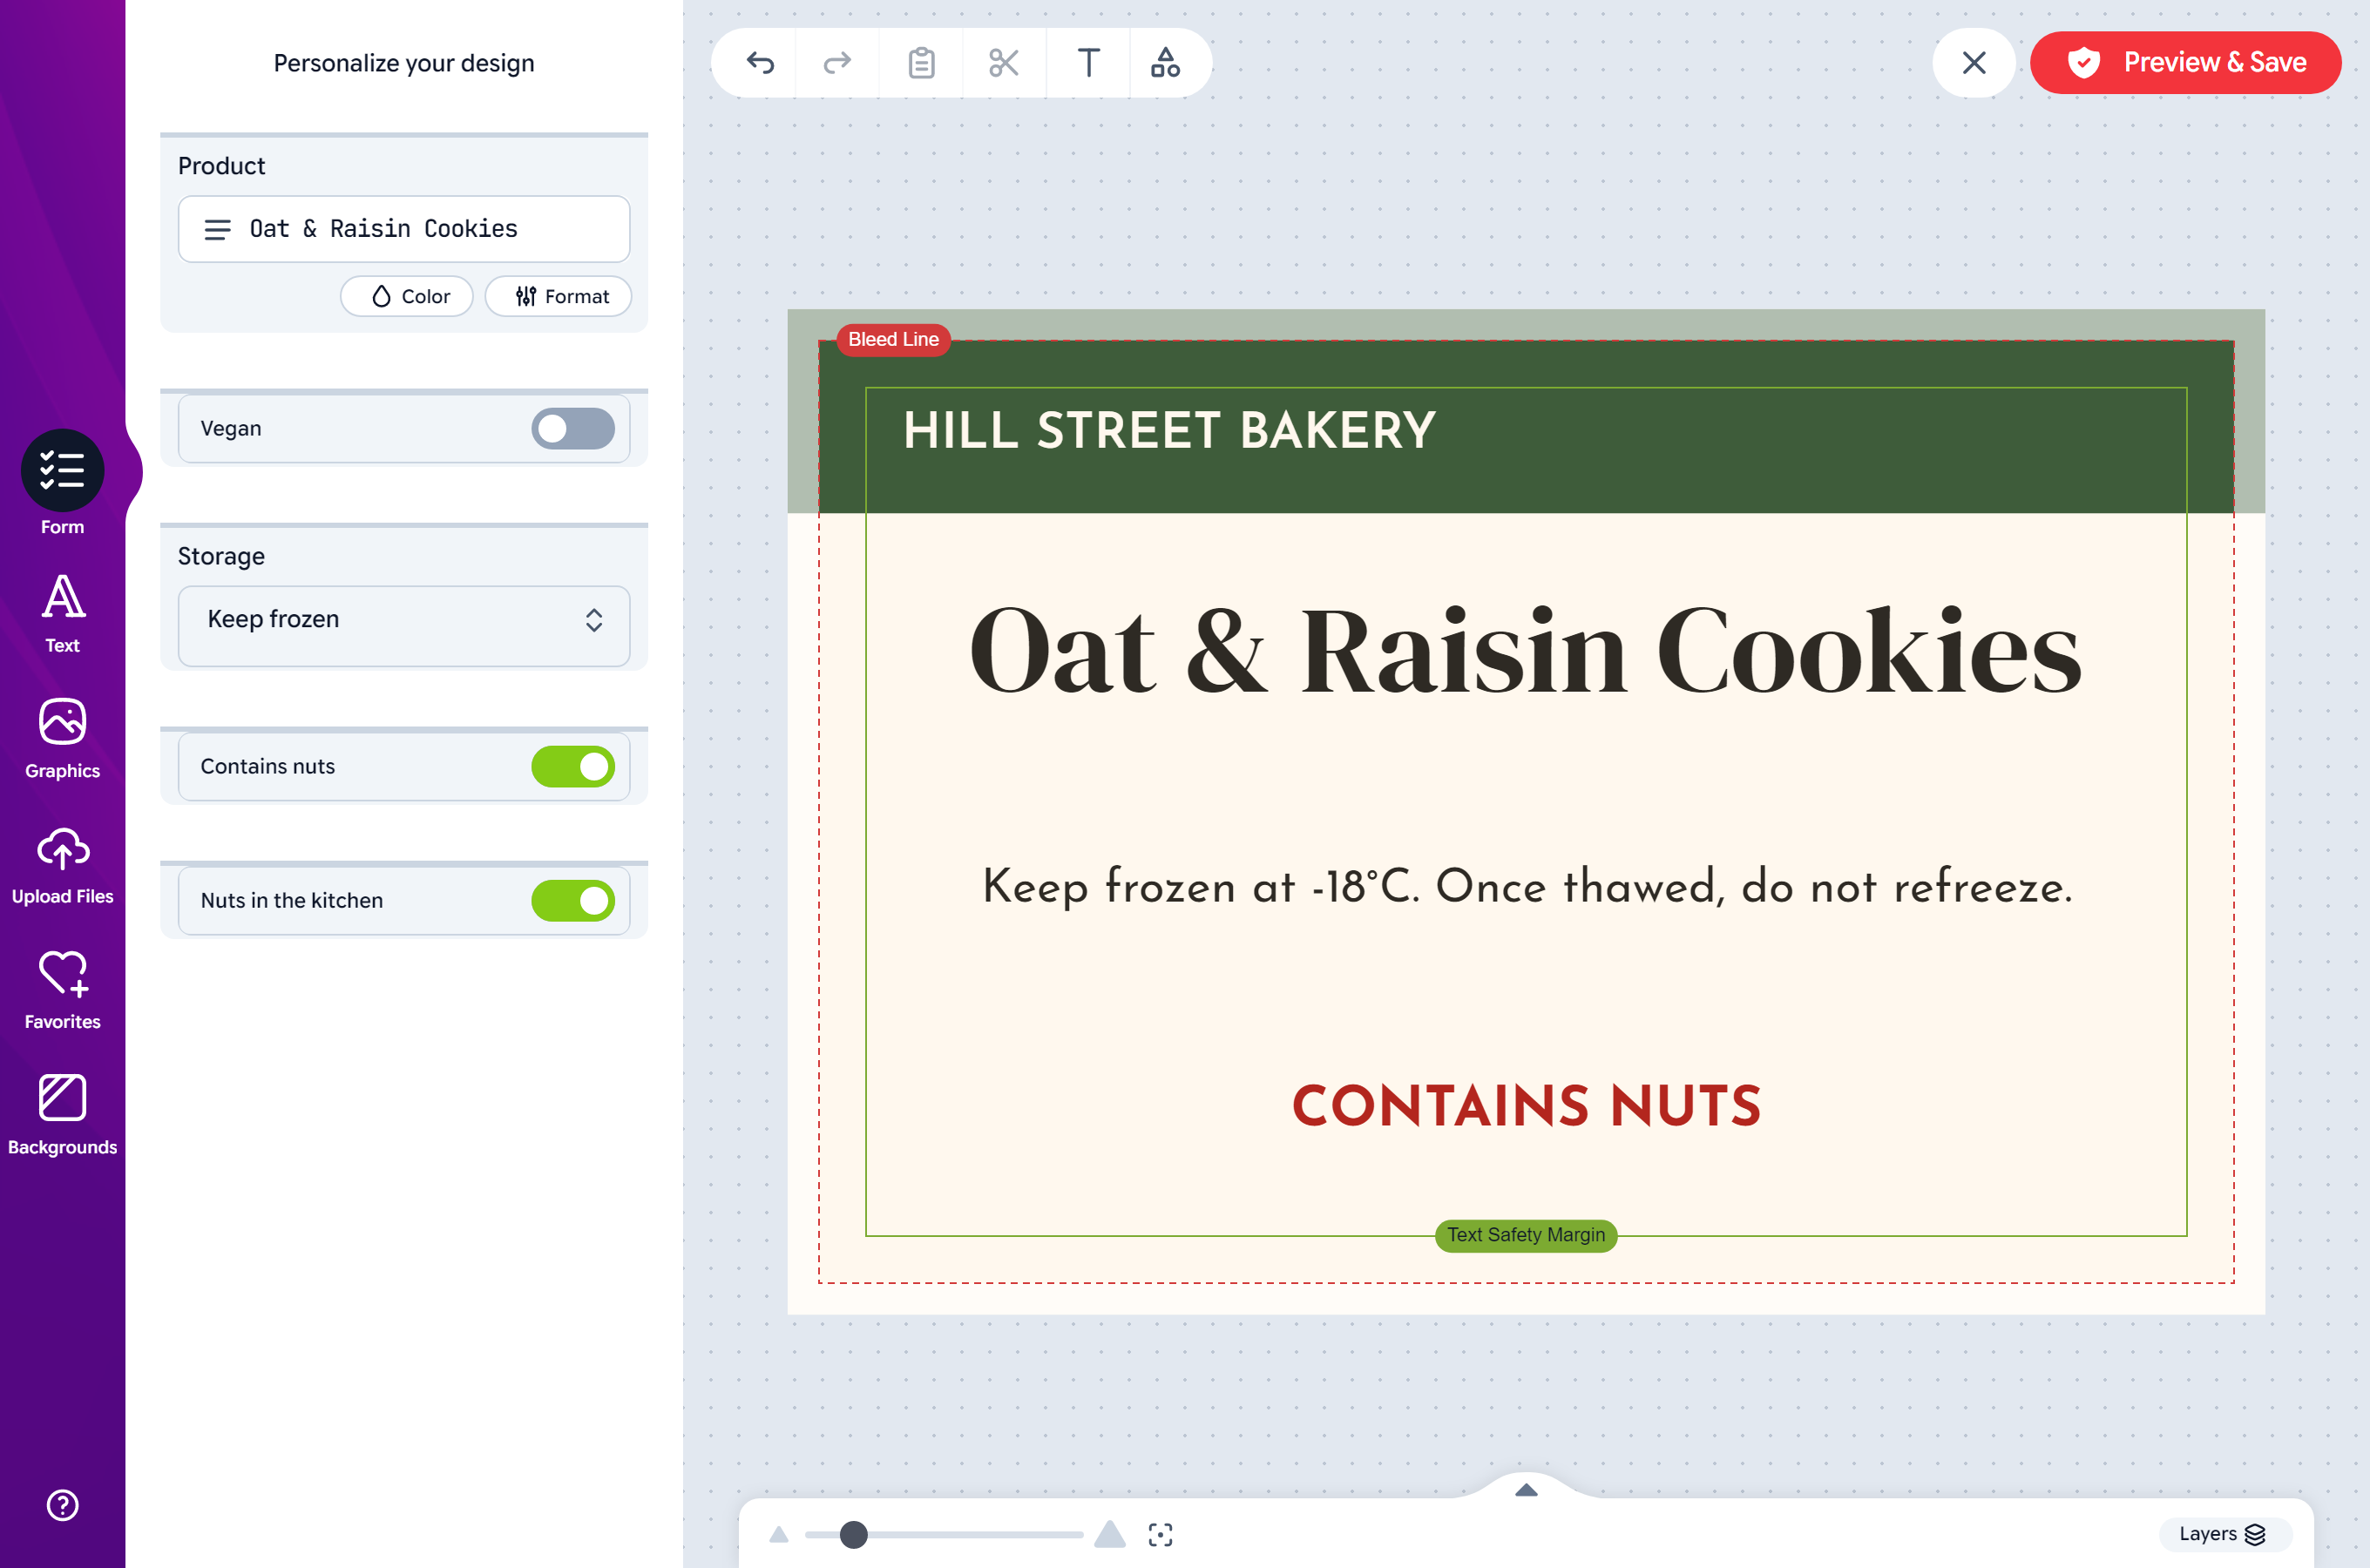 Personalize your design
Product
Oat & Raisin Cookies
Color
Format
Vegan
Storage
Keep frozen
Contains nuts
Nuts in the kitchen
Form
Text
Graphics
Upload Files
Favorites
Backgrounds
Preview & Save
Bleed Line
HILL STREET BAKERY
Oat & Raisin Cookies
Keep frozen at -18°C. Once thawed, do not refreeze.
CONTAINS NUTS
Text Safety Margin
Layers